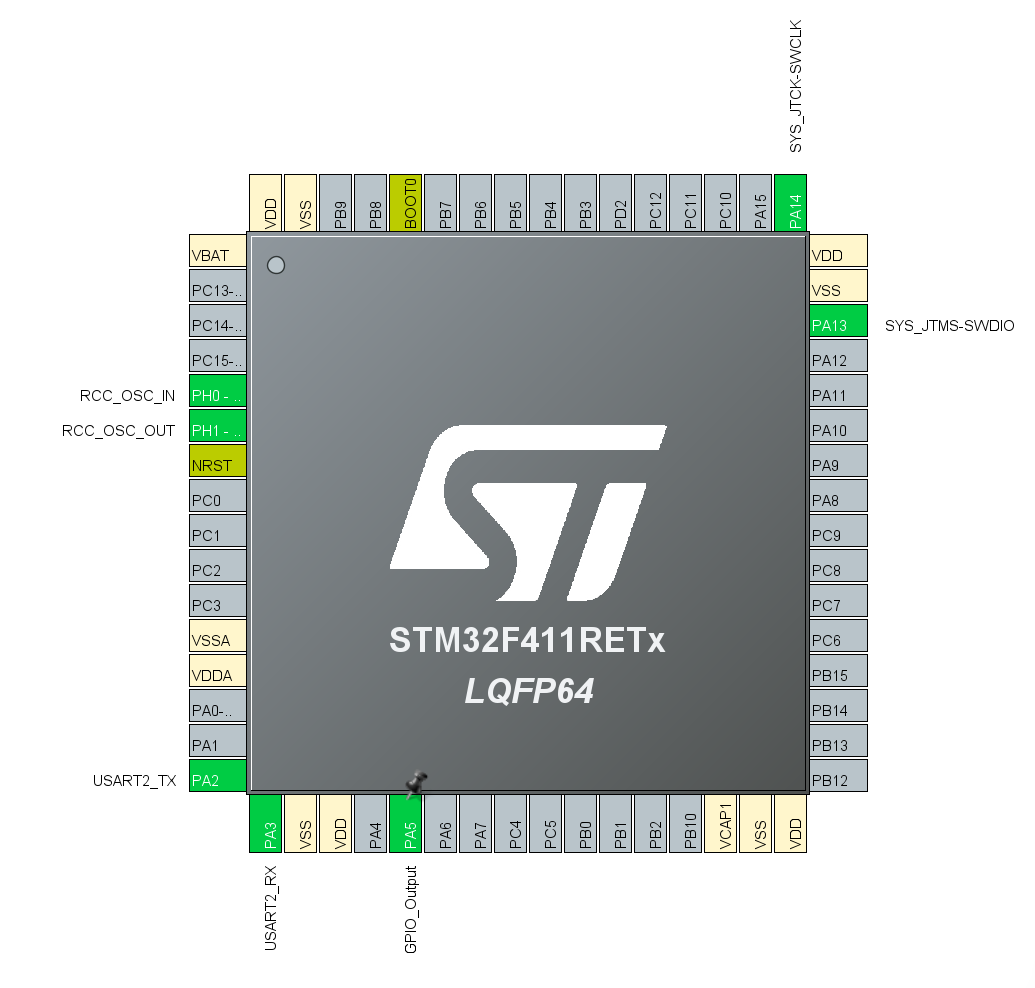 SYS_JTCK-SWCLK
VDD
VSS
PB9
PB8
BOOT0
PB7
PB6
PB5
PB4
PB3
PD2
PC12
PC11
PC10
PA15
PA14
VBAT
PC13-..
PC14-..
PC15-..
RCC_OSC_IN
PH0 - ..
RCC_OSC_OUT
PH1 - ..
NRST
PC0
PC1
PC2
PC3
VSSA
VDDA
PA0-..
PA1
USART2_TX
PA2
VDD
VSS
PA13
SYS_JTMS-SWDIO
PA12
PA11
PA10
PA9
PA8
PC9
PC8
PC7
PC6
PB15
PB14
PB13
PB12
ST
STM32F411RETx
LQFP64
PA3
VSS
VDD
PA4
PA5
PA6
PA7
PC4
PC5
PB0
PB1
PB2
PB10
VCAP1
VSS
VDD
USART2_RX
GPIO_Output